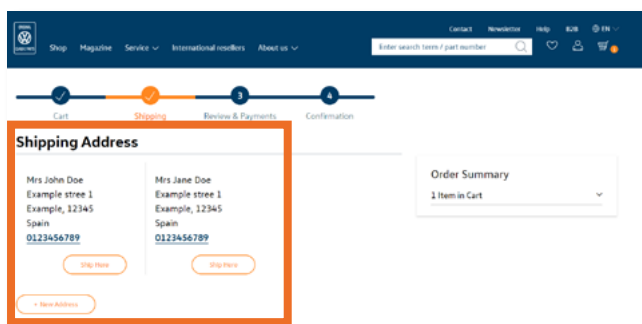 Contact Newsletter Help B2B EN
Shop Magazine Service International resellers About us
Enter search term / part number
3 4
Cart Shipping Review & Payments Confirmation
Shipping Address
Mrs John Doe
Example stree 1
Example, 12345
Spain
0123456789
Ship Here
Mrs Jane Doe
Example stree 1
Example, 12345
Spain
0123456789
Ship Here
+ New Address
Order Summary
1 Item in Cart